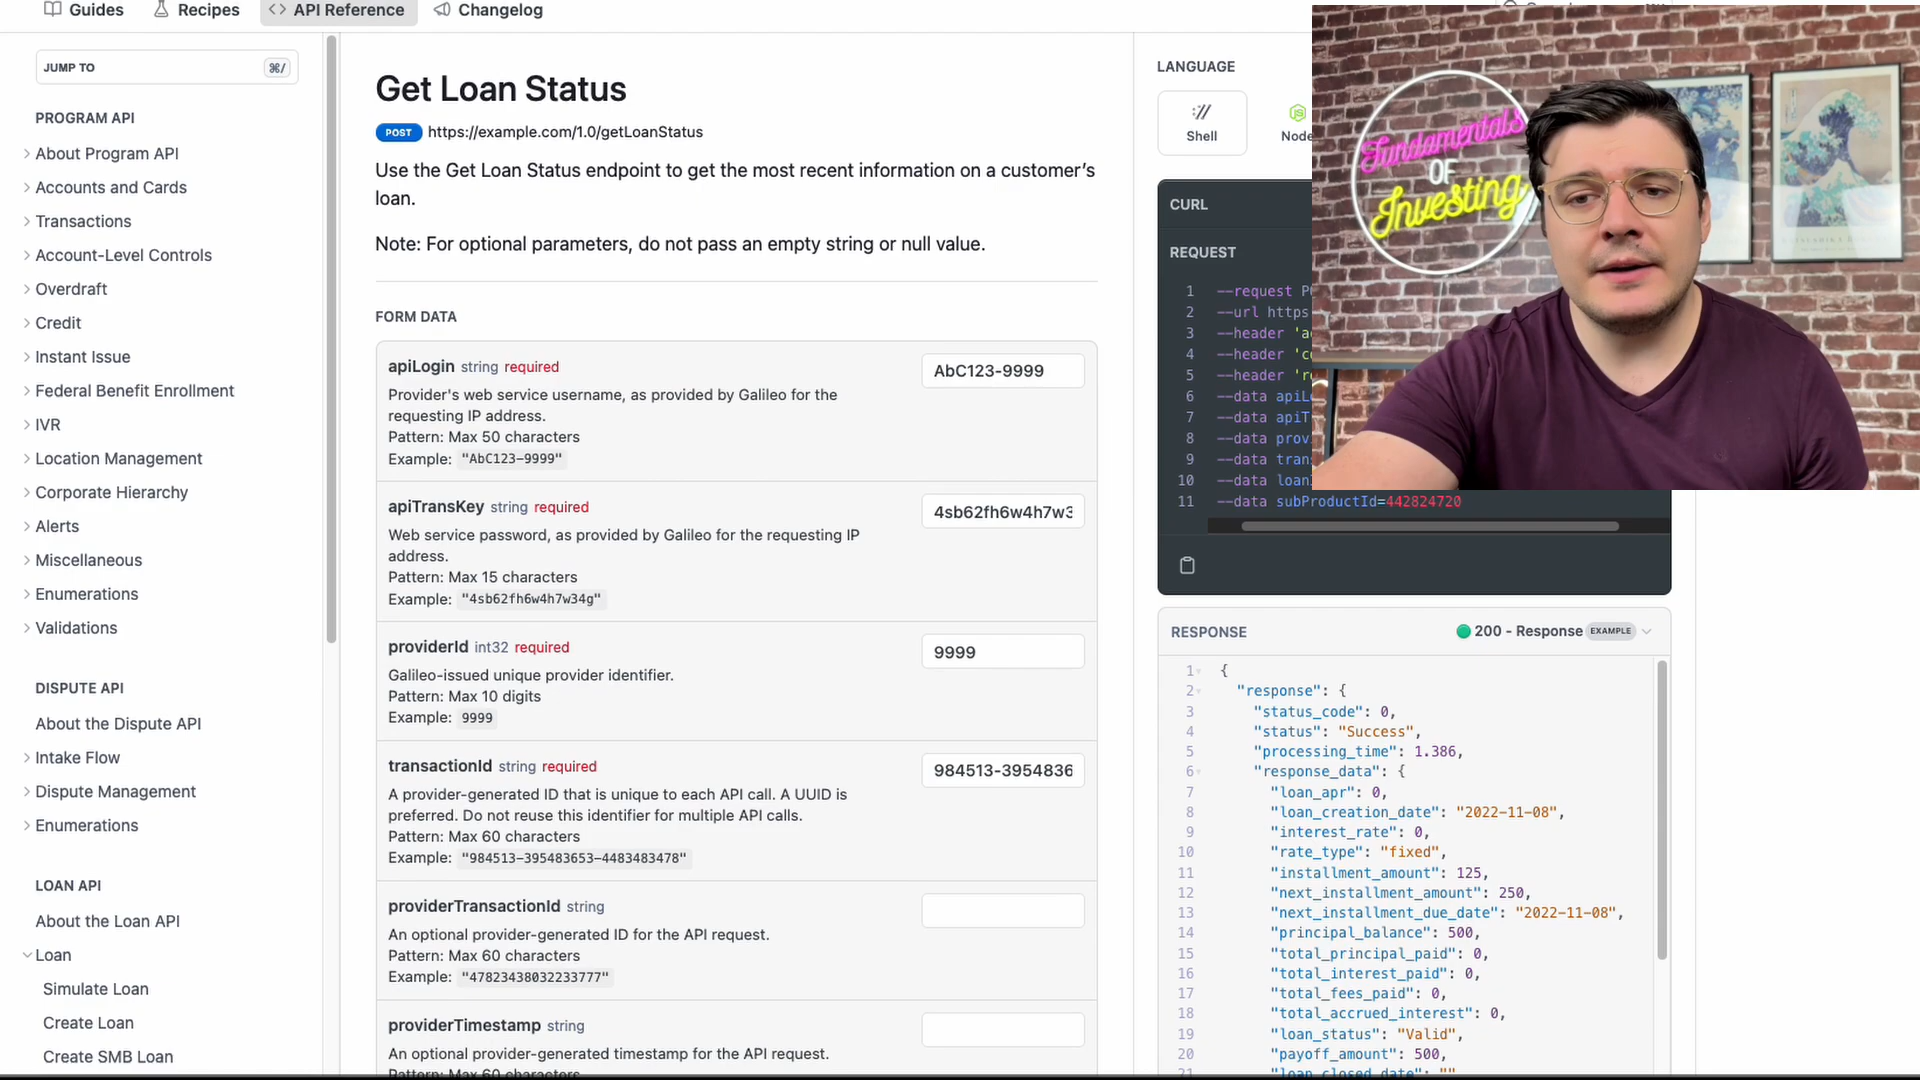 Guides
Recipes
API Reference
Changelog
JUMP TO
⌘/
PROGRAM API
About Program API
Accounts and Cards
Transactions
Account-Level Controls
Overdraft
Credit
Instant Issue
Federal Benefit Enrollment
IVR
Location Management
Corporate Hierarchy
Alerts
Miscellaneous
Enumerations
Validations
DISPUTE API
About the Dispute API
Intake Flow
Dispute Management
Enumerations
LOAN API
About the Loan API
Loan
Simulate Loan
Create Loan
Create SMB Loan
Get Loan Status
POST https://example.com/1.0/getLoanStatus
Use the Get Loan Status endpoint to get the most recent information on a customer’s
loan.
Note: For optional parameters, do not pass an empty string or null value.
FORM DATA
apiLogin string required
AbC123-9999
Provider's web service username, as provided by Galileo for the
requesting IP address.
Pattern: Max 50 characters
Example: "AbC123-9999"
apiTransKey string required
4sb62fh6w4h7w3
Web service password, as provided by Galileo for the requesting IP
address.
Pattern: Max 15 characters
Example: "4sb62fh6w4h7w34g"
providerId int32 required
9999
Galileo-issued unique provider identifier.
Pattern: Max 10 digits
Example: 9999
transactionId string required
984513-3954836
A provider-generated ID that is unique to each API call. A UUID is
preferred. Do not reuse this identifier for multiple API calls.
Pattern: Max 60 characters
Example: "984513-395483653-4483483478"
providerTransactionId string
An optional provider-generated ID for the API request.
Pattern: Max 60 characters
Example: "47823438032233777"
providerTimestamp string
An optional provider-generated timestamp for the API request.
Pattern: Max 60 characters
LANGUAGE
Shell
Node
CURL
REQUEST
1 --request P
2 --url https
3 --header 'a
4 --header 'c
5 --header 'r
6 --data apiL
7 --data apiT
8 --data prov
9 --data tran
10 --data loan
11 --data subProductId=442824720
RESPONSE
200 - Response EXAMPLE
1 {
2 "response": {
3 "status_code": 0,
4 "status": "Success",
5 "processing_time": 1.386,
6 "response_data": {
7 "loan_apr": 0,
8 "loan_creation_date": "2022-11-08",
9 "interest_rate": 0,
10 "rate_type": "fixed",
11 "installment_amount": 125,
12 "next_installment_amount": 250,
13 "next_installment_due_date": "2022-11-08",
14 "principal_balance": 500,
15 "total_principal_paid": 0,
16 "total_interest_paid": 0,
17 "total_fees_paid": 0,
18 "total_accrued_interest": 0,
19 "loan_status": "Valid",
20 "payoff_amount": 500,
21 "loan_closed_date": ""
Fundamentals
OF
Investing